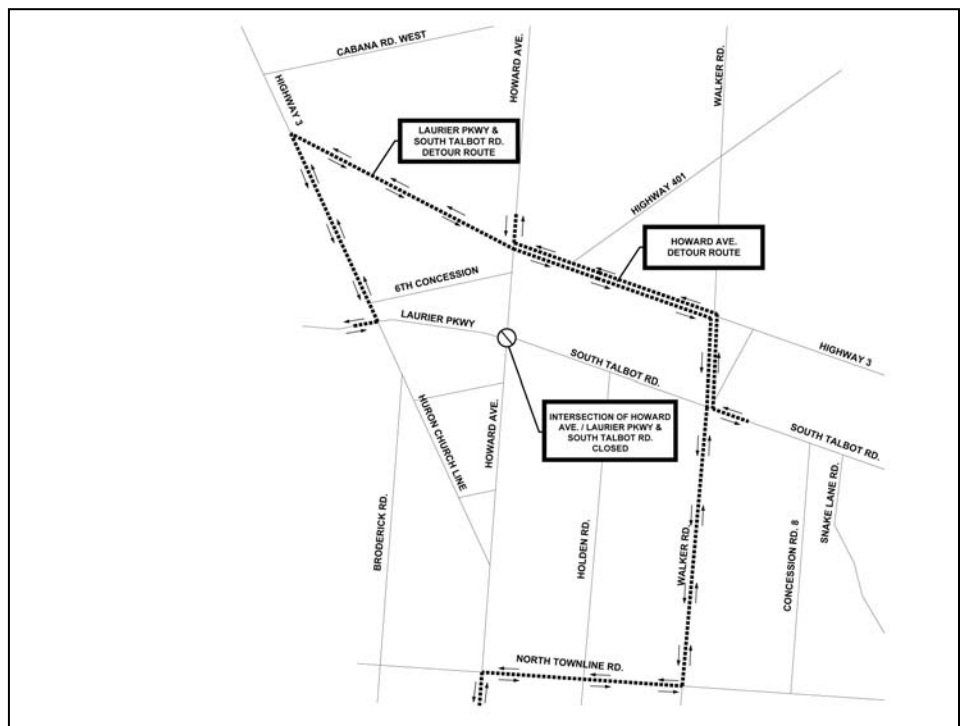 CABANA RD. WEST
HOWARD AVE.
WALKER RD.
HIGHWAY 3
LAURIER PKWY &
SOUTH TALBOT RD.
DETOUR ROUTE
HIGHWAY 401
HOWARD AVE.
DETOUR ROUTE
6TH CONCESSION
LAURIER PKWY
SOUTH TALBOT RD.
HIGHWAY 3
INTERSECTION OF HOWARD
AVE. / LAURIER PKWY &
SOUTH TALBOT RD.
CLOSED
HURON CHURCH LINE
HOWARD AVE.
SOUTH TALBOT RD.
BRODERICK RD.
HOLDEN RD.
WALKER RD.
CONCESSION RD. 8
SNAKE LANE RD.
NORTH TOWNLINE RD.